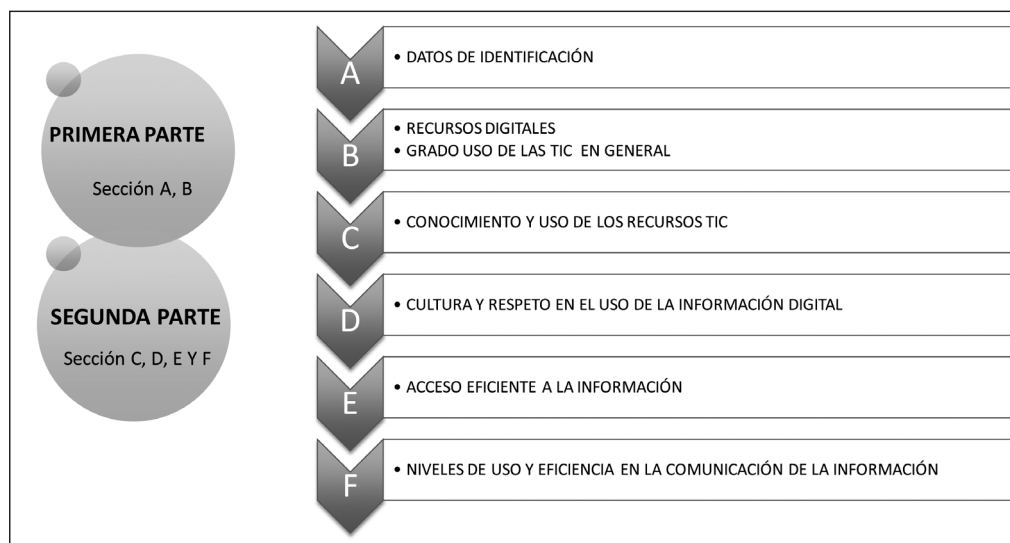 PRIMERA PARTE
Sección A, B
SEGUNDA PARTE
Sección C, D, E Y F
A
• DATOS DE IDENTIFICACIÓN
B
• RECURSOS DIGITALES
• GRADO USO DE LAS TIC EN GENERAL
C
• CONOCIMIENTO Y USO DE LOS RECURSOS TIC
D
• CULTURA Y RESPETO EN EL USO DE LA INFORMACIÓN DIGITAL
E
• ACCESO EFICIENTE A LA INFORMACIÓN
F
• NIVELES DE USO Y EFICIENCIA EN LA COMUNICACIÓN DE LA INFORMACIÓN